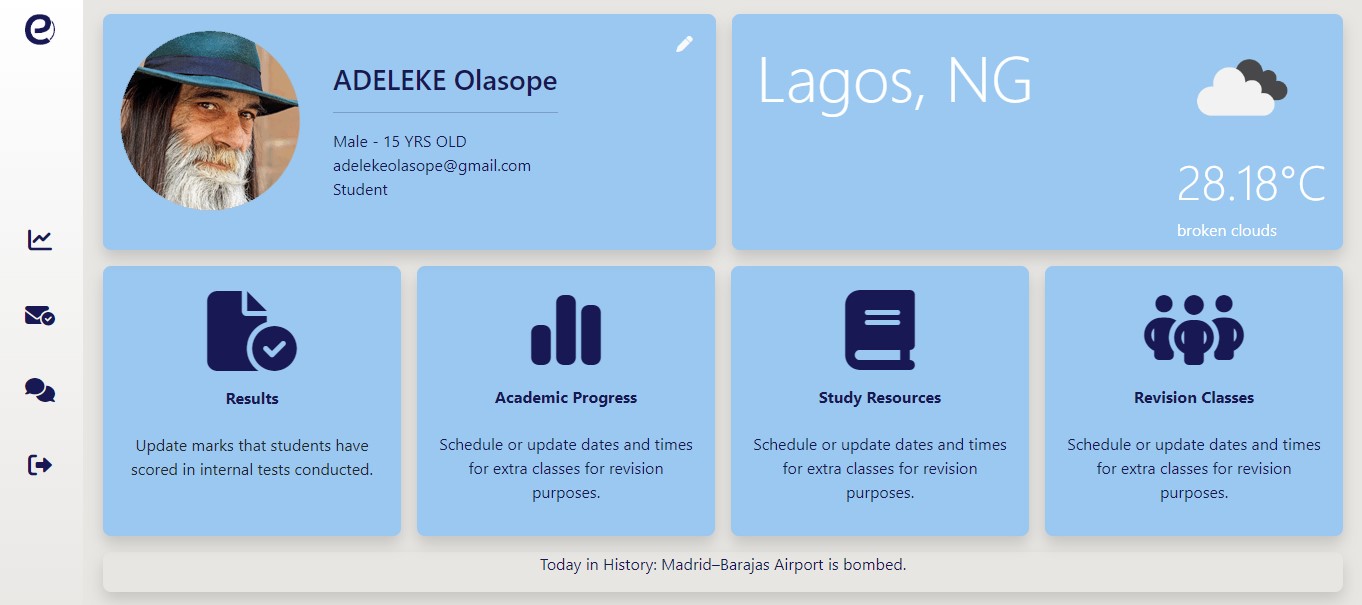 e
ADELEKE Olasope
Male - 15 YRS OLD
adelekeolasope@gmail.com
Student
Lagos, NG
28.18°C
broken clouds
Results
Update marks that students have
scored in internal tests conducted.
Academic Progress
Schedule or update dates and times
for extra classes for revision
purposes.
Study Resources
Schedule or update dates and times
for extra classes for revision
purposes.
Revision Classes
Schedule or update dates and times
for extra classes for revision
purposes.
Today in History: Madrid–Barajas Airport is bombed.